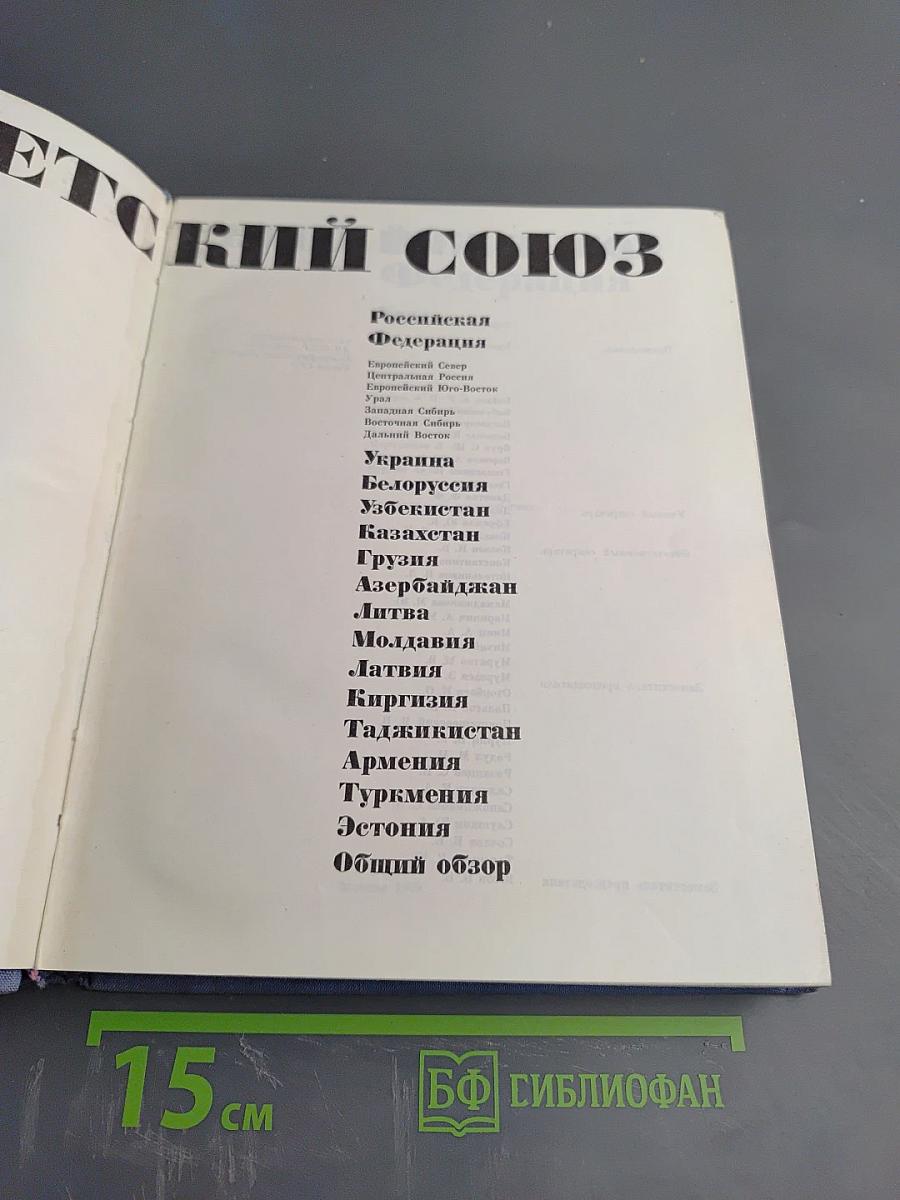 ЕТСКИЙ СОЮЗ
Российская
Федерация
Европейский Север
Центральная Россия
Европейский Юго-Восток
Урал
Западная Сибирь
Восточная Сибирь
Дальний Восток
Украина
Белоруссия
Узбекистан
Казахстан
Грузия
Азербайджан
Литва
Молдавия
Латвия
Киргизия
Таджикистан
Армения
Туркмения
Эстония
Общий обзор
15 см
БФ СИБЛИОФАН